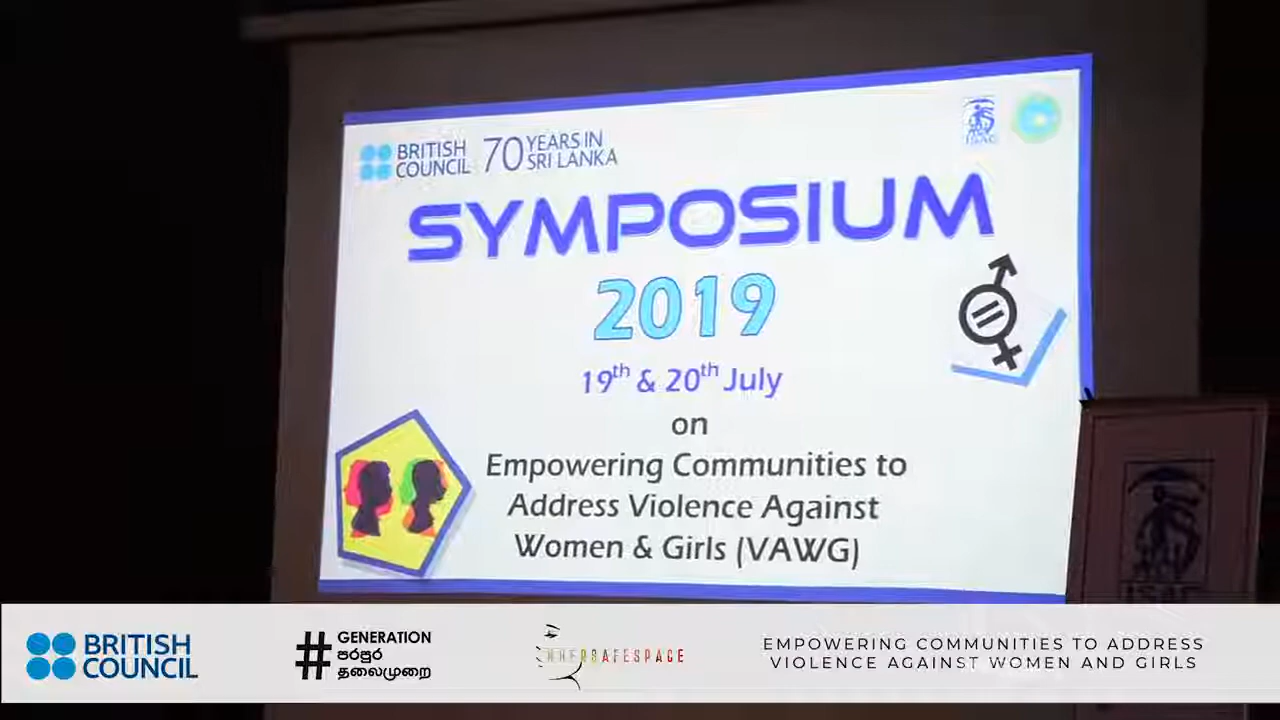 BRITISH
COUNCIL
70 YEARS IN
SRI LANKA
SYMPOSIUM
2019
19th & 20th July
on
Empowering Communities to
Address Violence Against
Women & Girls (VAWG)
BRITISH
COUNCIL
# GENERATION
පරපුර
தலைமுறை
EMPOWERING COMMUNITIES TO ADDRESS
VIOLENCE AGAINST WOMEN AND GIRLS